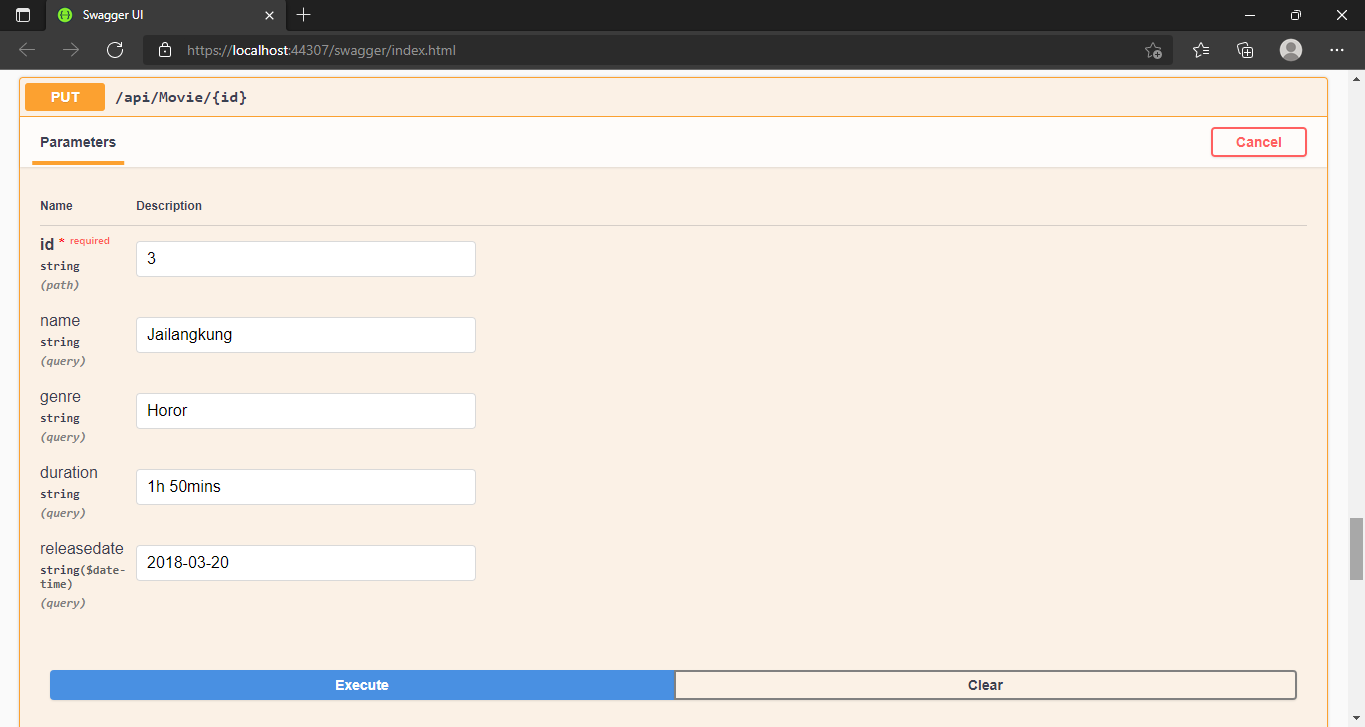 Swagger UI
https://localhost:44307/swagger/index.html
PUT /api/Movie/{id}
Parameters
Cancel
Name Description
id * required
string
(path)
3
name
string
(query)
Jailangkung
genre
string
(query)
Horor
duration
string
(query)
1h 50mins
releasedate
string($date-
time)
(query)
2018-03-20
Execute
Clear